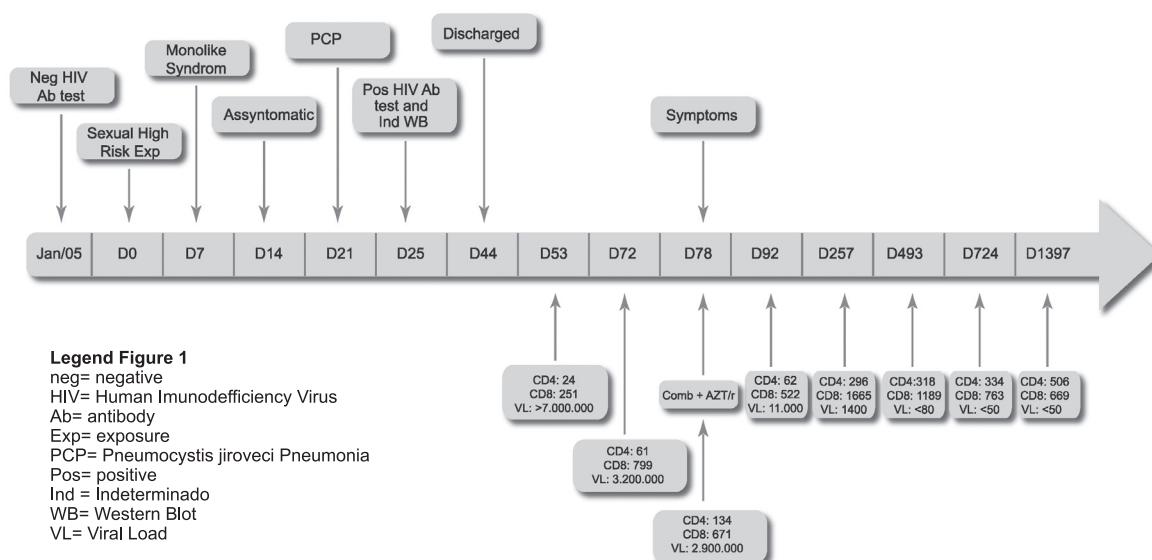 Neg HIV
Ab test
Sexual High
Risk Exp
Monolike
Syndrom
Assyntomatic
PCP
Pos HIV Ab
test and
Ind WB
Discharged
Symptoms
Jan/05 D0 D7 D14 D21 D25 D44 D53 D72 D78 D92 D257 D493 D724 D1397
CD4: 24
CD8: 251
VL: >7.000.000
CD4: 61
CD8: 799
VL: 3.200.000
Comb + AZT/r
CD4: 134
CD8: 671
VL: 2.900.000
CD4: 62
CD8: 522
VL: 11.000
CD4: 296
CD8: 1665
VL: 1400
CD4:318
CD8: 1189
VL: <80
CD4: 334
CD8: 763
VL: <50
CD4: 506
CD8: 669
VL: <50
Legend Figure 1
neg= negative
HIV= Human Imunodefficiency Virus
Ab= antibody
Exp= exposure
PCP= Pneumocystis jiroveci Pneumonia
Pos= positive
Ind = Indeterminado
WB= Western Blot
VL= Viral Load